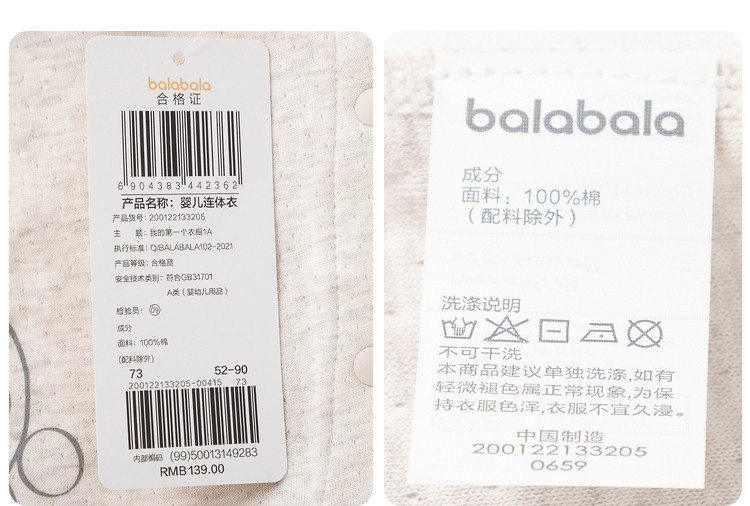 balabala
合格证
6 904383 442362
产品名称：婴儿连体衣
产品货号：200122133205
主　　题：我的第一个衣橱1A
执行标准：Q/BALABALA102-2021
产品等级：合格品
安全技术类别：符合GB31701
A类（婴幼儿用品）
检验员：09
成分
面料：100%棉
(配料除外)
73 52-90
200122133205-00415 73
内部编码 (99)50013149283
RMB139.00
balabala
成分
面料：100%棉
（配料除外）
洗涤说明
不可干洗
本商品建议单独洗涤,如有
轻微褪色属正常现象,为保
持衣服色泽,衣服不宜久浸。
中国制造
200122133205
0659